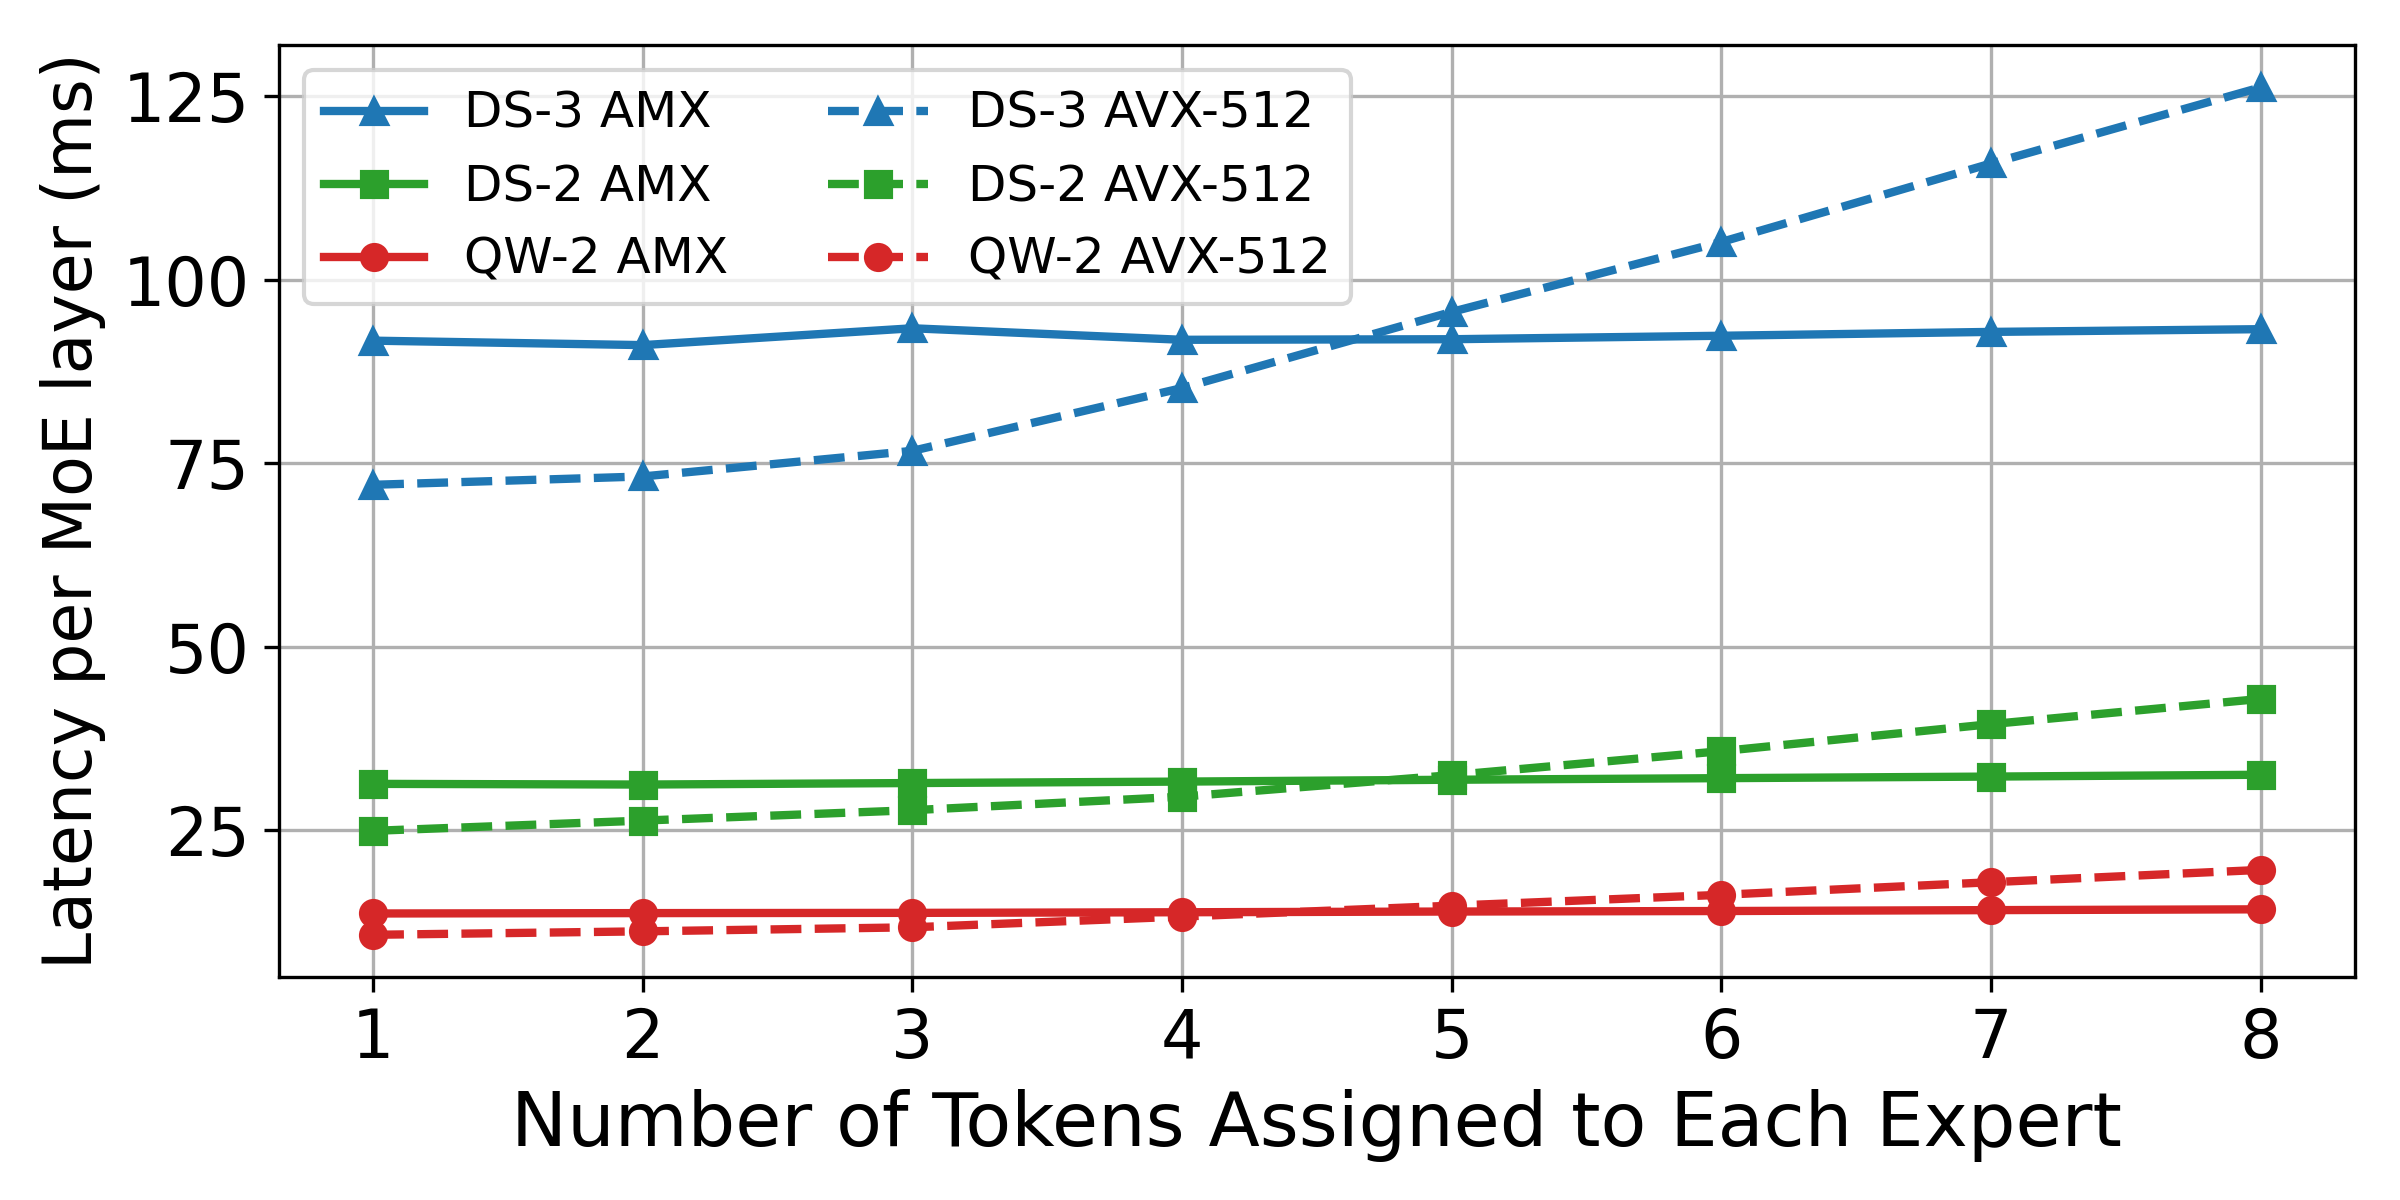 Latency per MoE layer (ms)
125
100
75
50
25
DS-3 AMX
DS-2 AMX
QW-2 AMX
DS-3 AVX-512
DS-2 AVX-512
QW-2 AVX-512
1 2 3 4 5 6 7 8
Number of Tokens Assigned to Each Expert